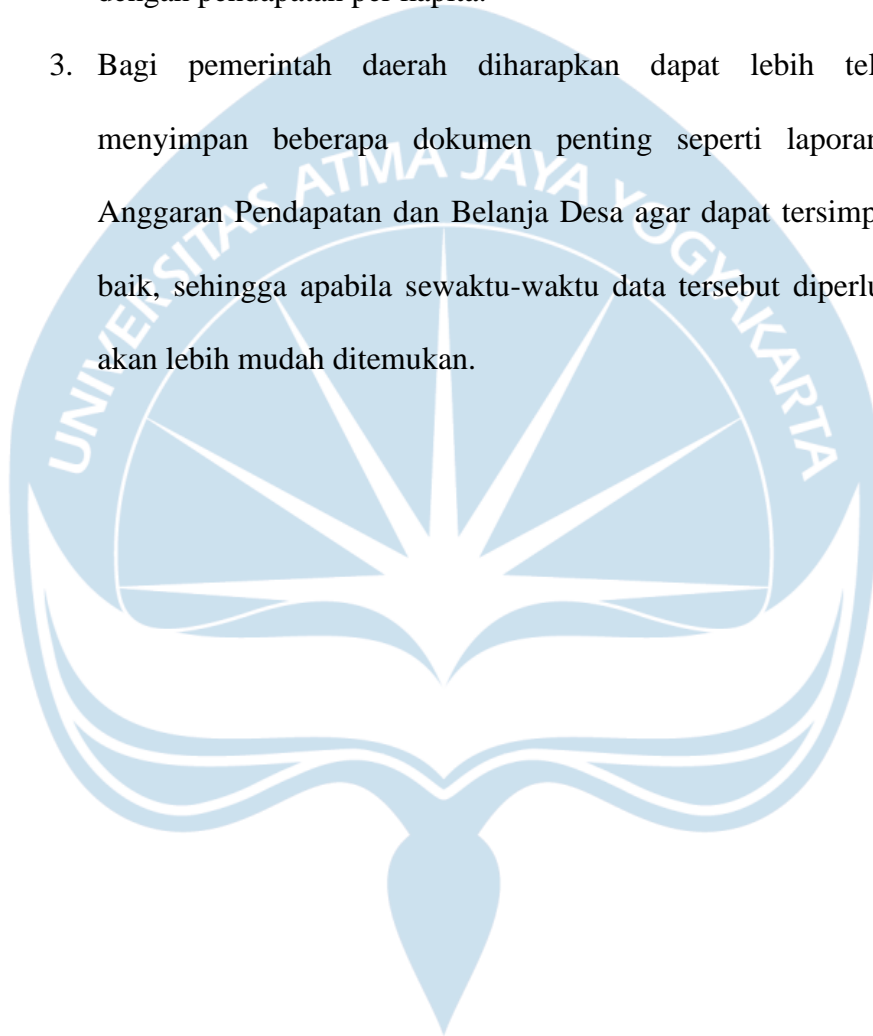 dengan pendapatan per kapita.
3. Bagi pemerintah daerah diharapkan dapat lebih
menyimpan beberapa dokumen penting seperti
Anggaran Pendapatan dan Belanja Desa agar dapat
baik, sehingga apabila sewaktu-waktu data tersebut
akan lebih mudah ditemukan.
UNIVERSITAS ATMA JAYA YOGYAKARTA